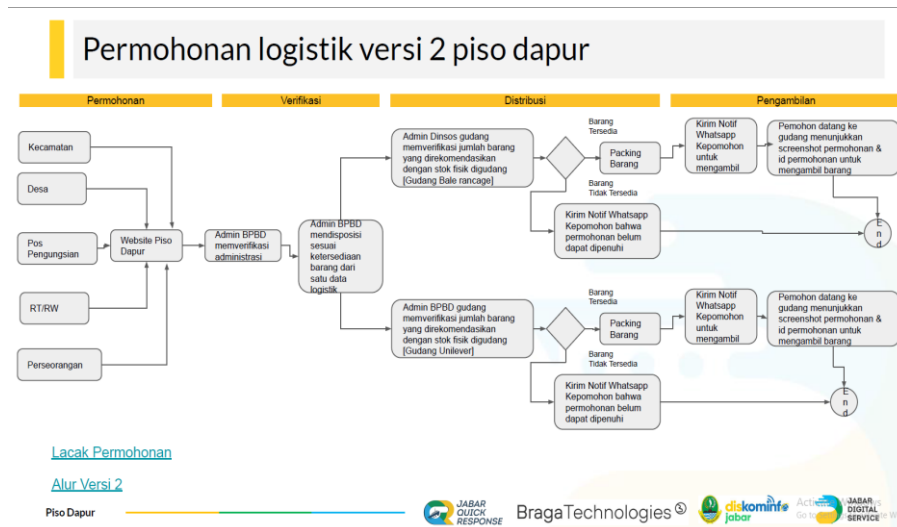 Permohonan logistik versi 2 piso dapur
Permohonan
Verifikasi
Distribusi
Pengambilan
Kecamatan
Desa
Pos
Pengungsian
RT/RW
Perseorangan
Website Piso
Dapur
Admin BPBD
memverifikasi
administrasi
Admin BPBD
mendisposisi
sesuai
ketersediaan
barang dari
satu data
logistik
Admin Dinsos gudang
memverifikasi jumlah barang
yang direkomendasikan
dengan stok fisik digudang
[Gudang Bale rancage]
Barang
Tersedia
Packing
Barang
Barang
Tidak Tersedia
Kirim Notif Whatsapp
Kepomohon bahwa
permohonan belum
dapat dipenuhi
Kirim Notif
Whatsapp
Kepomohon
untuk
mengambil
Pemohon datang ke
gudang menunjukkan
screenshot permohonan &
id permonan untuk
mengambil barang
E
n
d
Admin BPBD gudang
memverifikasi jumlah barang
yang direkomendasikan
dengan stok fisik digudang
[Gudang Unilever]
Barang
Tersedia
Packing
Barang
Barang
Tidak Tersedia
Kirim Notif Whatsapp
Kepomohon bahwa
permohonan belum
dapat dipenuhi
Kirim Notif
Whatsapp
Kepomohon
untuk
mengambil
Pemohon datang ke
gudang menunjukkan
screenshot permohonan &
id permonan untuk
mengambil barang
E
n
d
Lacak Permohonan
Alur Versi 2
Piso Dapur
JABAR
QUICK
RESPONSE
BragaTechnologies
diskominfo
jabar
JABAR
DIGITAL
SERVICE